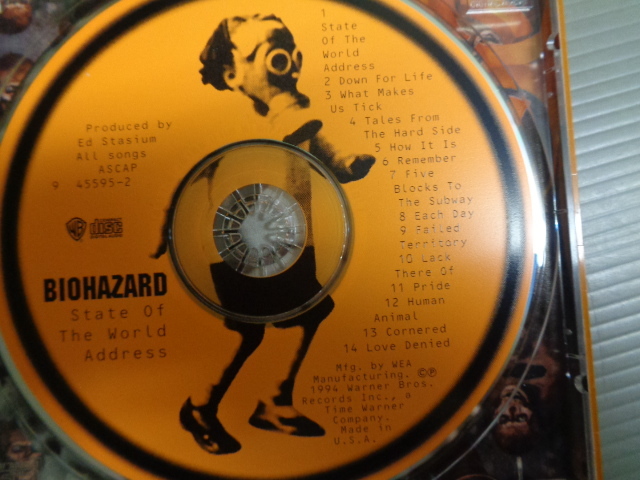 1
State
Of The
World
Address
2 Down For Life
3 What Makes
Us Tick
4 Tales From
The Hard Side
5 How It Is
6 Remember
7 Five
Blocks To
The Subway
8 Each Day
9 Failed
Territory
10 Lack
There Of
11 Pride
12 Human
Animal
13 Cornered
14 Love Denied
Produced by
Ed Stasium
All songs
ASCAP
9 45595-2
WB
DISC
BIOHAZARD
State Of
The World
Address
Mfg. by WEA
Manufacturing. ©℗
1994 Warner Bros.
Records Inc., a
Time Warner
Company.
Made in
U.S.A.